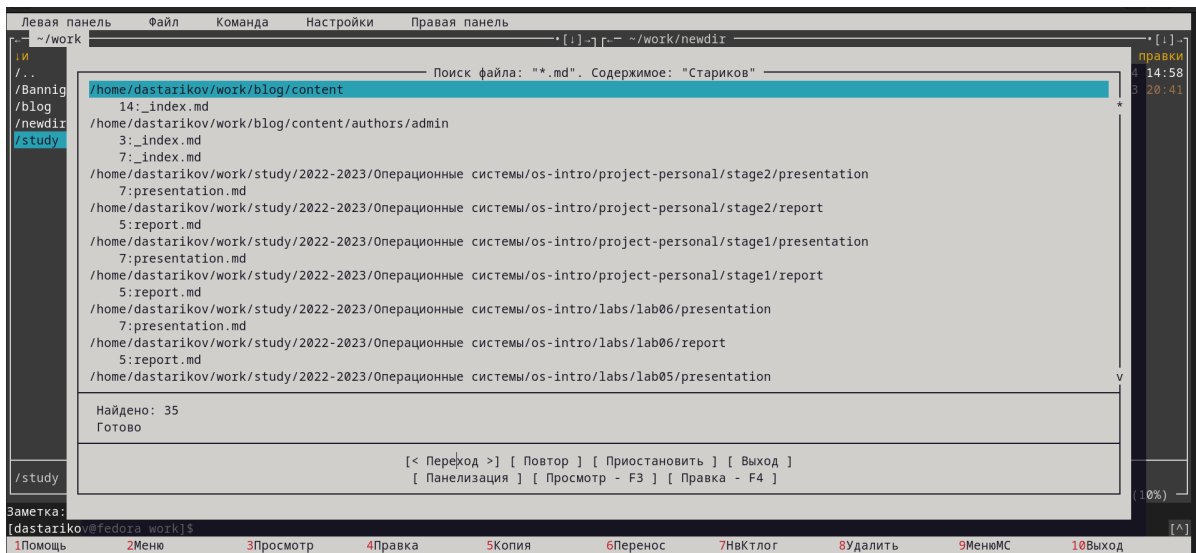 Левая панель Файл Команда Настройки Правая панель
~/work [↓] ~/work/newdir [↓]
↓и правки
/.. 14:58
/Bannig 3 20:41
/blog
/newdir
/study
Поиск файла: "*.md". Содержимое: "Стариков"
/home/dastarikov/work/blog/content
14:_index.md
/home/dastarikov/work/blog/content/authors/admin
3:_index.md
7:_index.md
/home/dastarikov/work/study/2022-2023/Операционные системы/os-intro/project-personal/stage2/presentation
7:presentation.md
/home/dastarikov/work/study/2022-2023/Операционные системы/os-intro/project-personal/stage2/report
5:report.md
/home/dastarikov/work/study/2022-2023/Операционные системы/os-intro/project-personal/stage1/presentation
7:presentation.md
/home/dastarikov/work/study/2022-2023/Операционные системы/os-intro/project-personal/stage1/report
5:report.md
/home/dastarikov/work/study/2022-2023/Операционные системы/os-intro/labs/lab06/presentation
7:presentation.md
/home/dastarikov/work/study/2022-2023/Операционные системы/os-intro/labs/lab06/report
5:report.md
/home/dastarikov/work/study/2022-2023/Операционные системы/os-intro/labs/lab05/presentation
Найдено: 35
Готово
[< Переход >] [ Повтор ] [ Приостановить ] [ Выход ]
[ Панелизация ] [ Просмотр - F3 ] [ Правка - F4 ]
/study (10%)
Заметка:
[dastarikov@fedora work]$ [^]
1Помощь 2Меню 3Просмотр 4Правка 5Копия 6Перенос 7НвКтлог 8Удалить 9МенюМС 10Выход